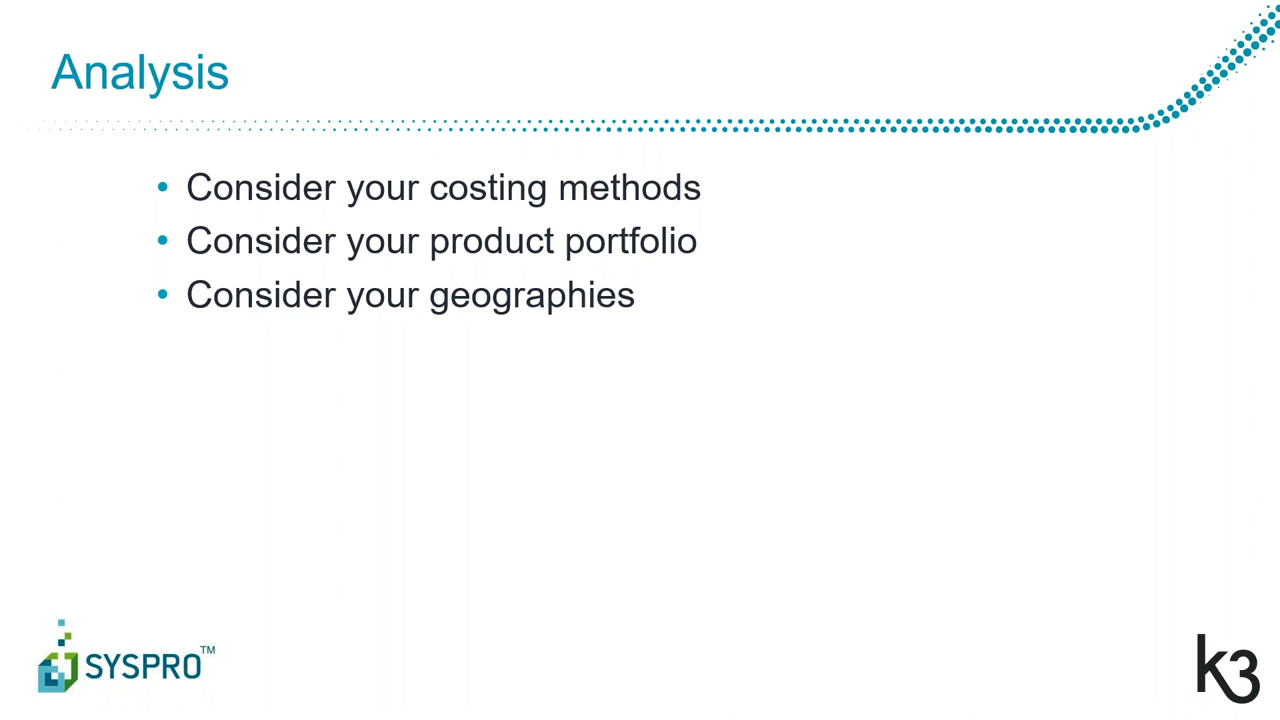 Analysis
• Consider your costing methods
• Consider your product portfolio
• Consider your geographies
SYSPRO™
k3